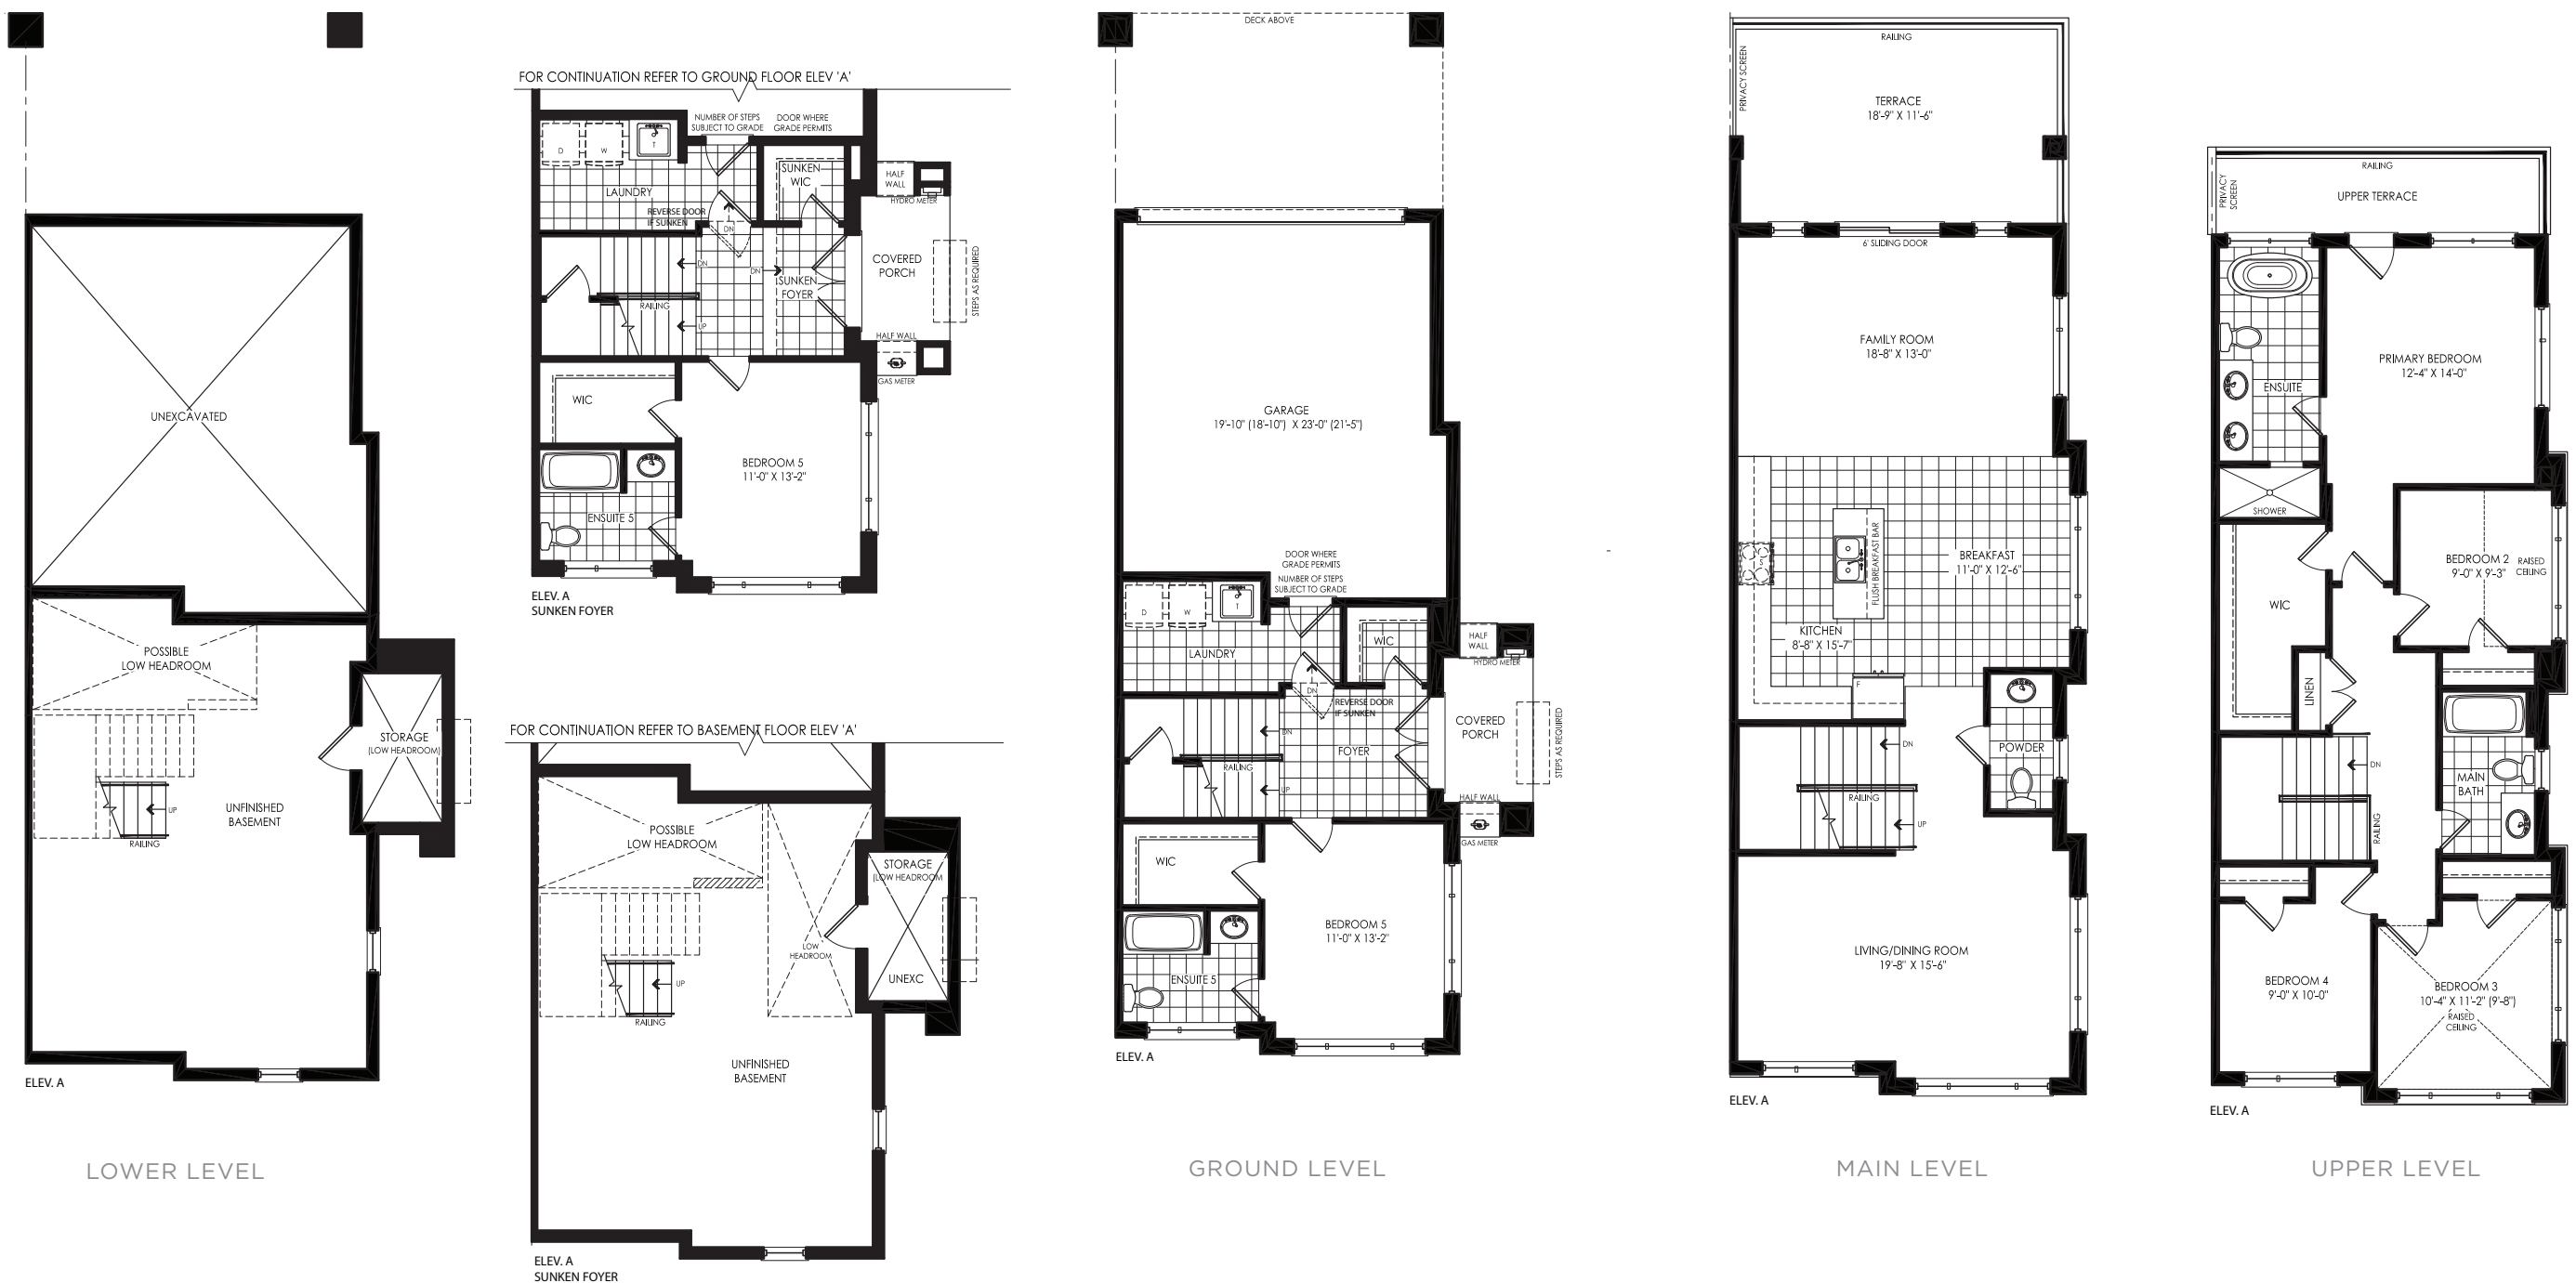 UNEXCAVATED
POSSIBLE
LOW HEADROOM
STORAGE
(LOW HEADROOM)
UP
RAILING
UNFINISHED
BASEMENT
ELEV. A
LOWER LEVEL
FOR CONTINUATION REFER TO GROUND FLOOR ELEV 'A'
NUMBER OF STEPS
SUBJECT TO GRADE
DOOR WHERE
GRADE PERMITS
D
W
T
LAUNDRY
SUNKEN
WIC
HALF
WALL
HYDRO METER
REVERSE DOOR
IF SUNKEN
DN
DN
DN
SUNKEN
FOYER
COVERED
PORCH
STEPS AS REQUIRED
RAILING
UP
HALF WALL
GAS METER
WIC
BEDROOM 5
11'-0" X 13'-2"
ENSUITE 5
ELEV. A
SUNKEN FOYER
FOR CONTINUATION REFER TO BASEMENT FLOOR ELEV 'A'
POSSIBLE
LOW HEADROOM
STORAGE
(LOW HEADROOM
LOW
HEADROOM
UNEXC
UP
RAILING
UNFINISHED
BASEMENT
ELEV. A
SUNKEN FOYER
DECK ABOVE
GARAGE
19'-10" (18'-10") X 23'-0" (21'-5")
DOOR WHERE
GRADE PERMITS
NUMBER OF STEPS
SUBJECT TO GRADE
D
W
T
LAUNDRY
WIC
HALF
WALL
HYDRO METER
DN
REVERSE DOOR
IF SUNKEN
DN
FOYER
COVERED
PORCH
STEPS AS REQUIRED
RAILING
UP
HALF WALL
GAS METER
WIC
BEDROOM 5
11'-0" X 13'-2"
ENSUITE 5
ELEV. A
GROUND LEVEL
RAILING
PRIVACY SCREEN
TERRACE
18'-9" X 11'-6"
6' SLIDING DOOR
FAMILY ROOM
18'-8" X 13'-0"
S
FLUSH BREAKFAST BAR
BREAKFAST
11'-0" X 12'-6"
KITCHEN
8'-8" X 15'-7"
F
DN
POWDER
RAILING
UP
LIVING/DINING ROOM
19'-8" X 15'-6"
ELEV. A
MAIN LEVEL
RAILING
PRIVACY
SCREEN
UPPER TERRACE
PRIMARY BEDROOM
12'-4" X 14'-0"
ENSUITE
SHOWER
BEDROOM 2
9'-0" X 9'-3"
RAISED
CEILING
WIC
LINEN
DN
MAIN
BATH
RAILING
BEDROOM 4
9'-0" X 10'-0"
BEDROOM 3
10'-4" X 11'-2" (9'-8")
RAISED
CEILING
ELEV. A
UPPER LEVEL